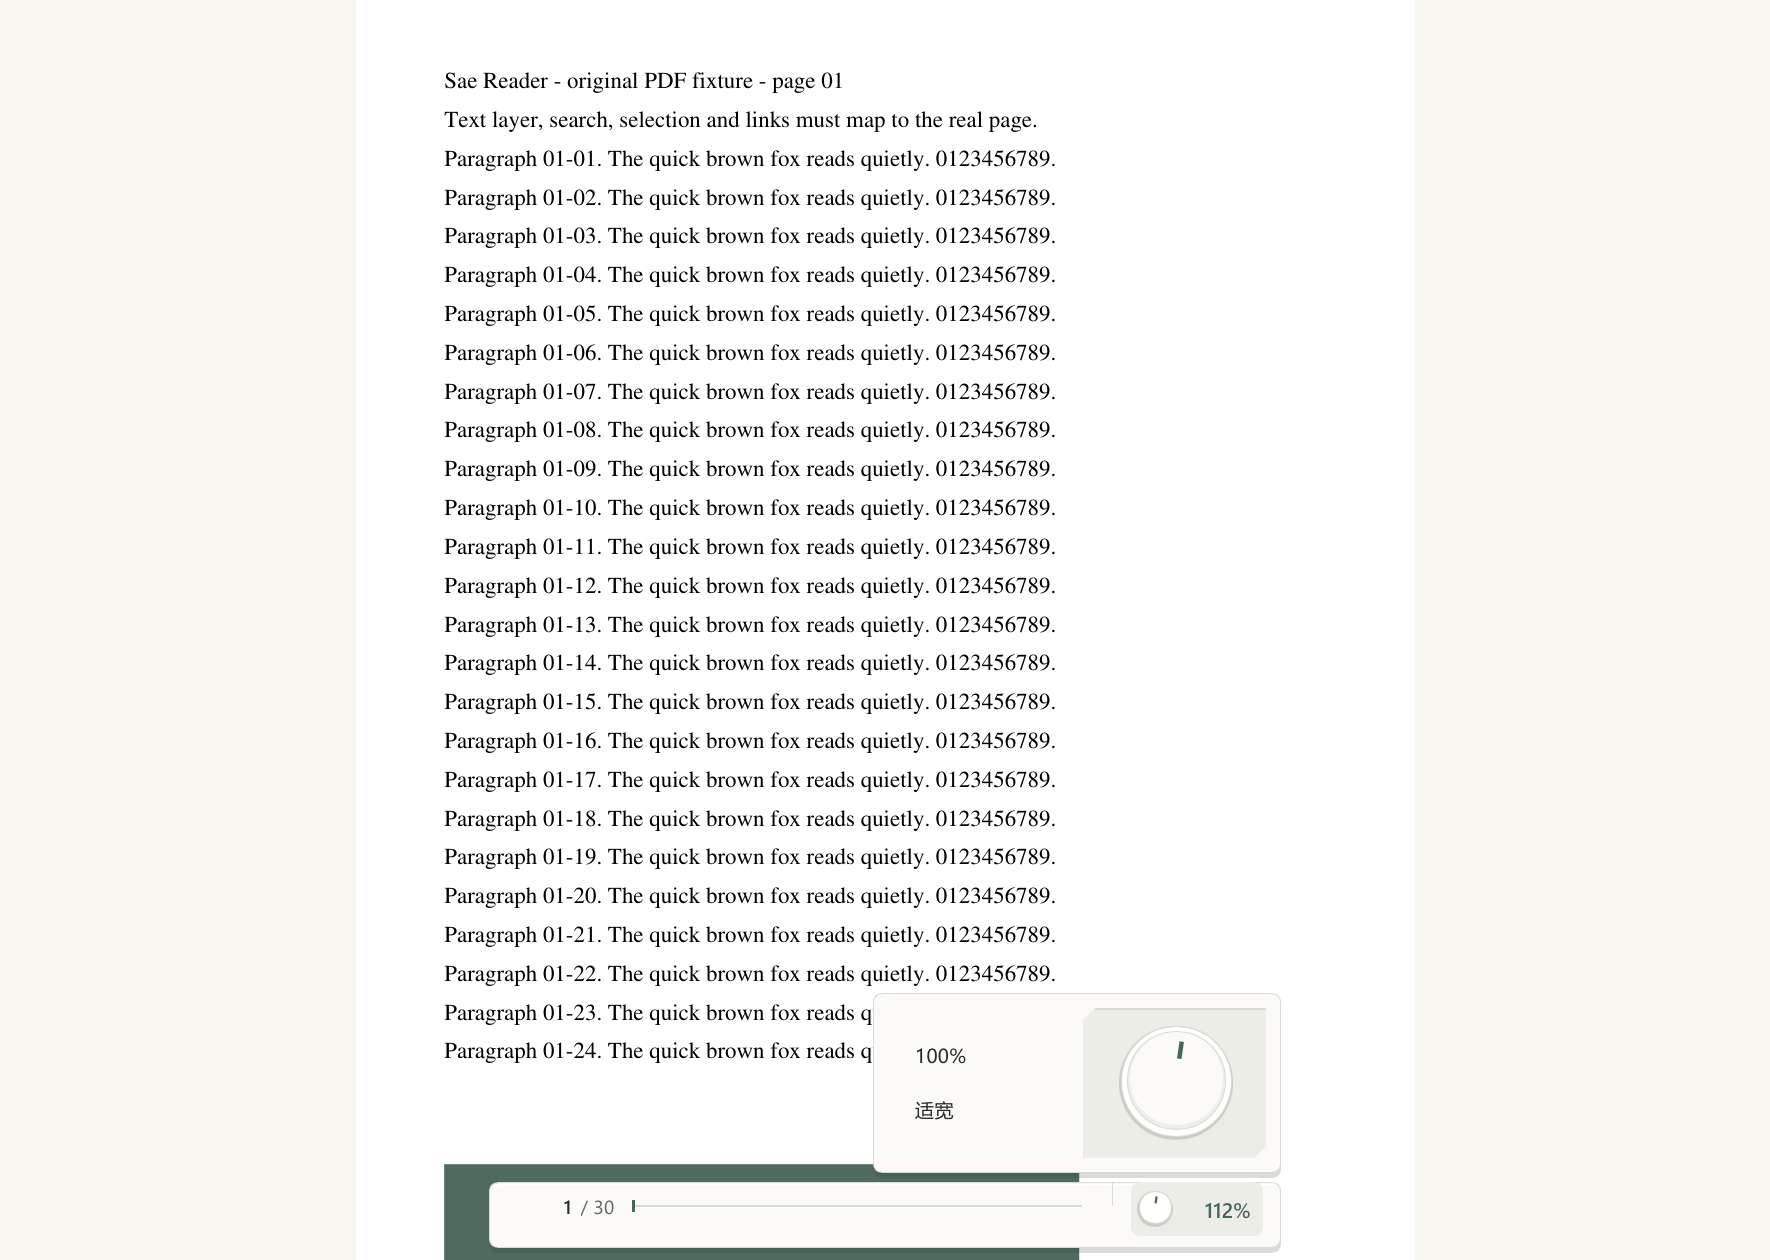 Sae Reader - original PDF fixture - page 01
Text layer, search, selection and links must map to the real page.
Paragraph 01-01. The quick brown fox reads quietly. 0123456789.
Paragraph 01-02. The quick brown fox reads quietly. 0123456789.
Paragraph 01-03. The quick brown fox reads quietly. 0123456789.
Paragraph 01-04. The quick brown fox reads quietly. 0123456789.
Paragraph 01-05. The quick brown fox reads quietly. 0123456789.
Paragraph 01-06. The quick brown fox reads quietly. 0123456789.
Paragraph 01-07. The quick brown fox reads quietly. 0123456789.
Paragraph 01-08. The quick brown fox reads quietly. 0123456789.
Paragraph 01-09. The quick brown fox reads quietly. 0123456789.
Paragraph 01-10. The quick brown fox reads quietly. 0123456789.
Paragraph 01-11. The quick brown fox reads quietly. 0123456789.
Paragraph 01-12. The quick brown fox reads quietly. 0123456789.
Paragraph 01-13. The quick brown fox reads quietly. 0123456789.
Paragraph 01-14. The quick brown fox reads quietly. 0123456789.
Paragraph 01-15. The quick brown fox reads quietly. 0123456789.
Paragraph 01-16. The quick brown fox reads quietly. 0123456789.
Paragraph 01-17. The quick brown fox reads quietly. 0123456789.
Paragraph 01-18. The quick brown fox reads quietly. 0123456789.
Paragraph 01-19. The quick brown fox reads quietly. 0123456789.
Paragraph 01-20. The quick brown fox reads quietly. 0123456789.
Paragraph 01-21. The quick brown fox reads quietly. 0123456789.
Paragraph 01-22. The quick brown fox reads quietly. 0123456789.
Paragraph 01-23. The quick brown fox reads q
Paragraph 01-24. The quick brown fox reads q
100%
适宽
1 / 30
112%